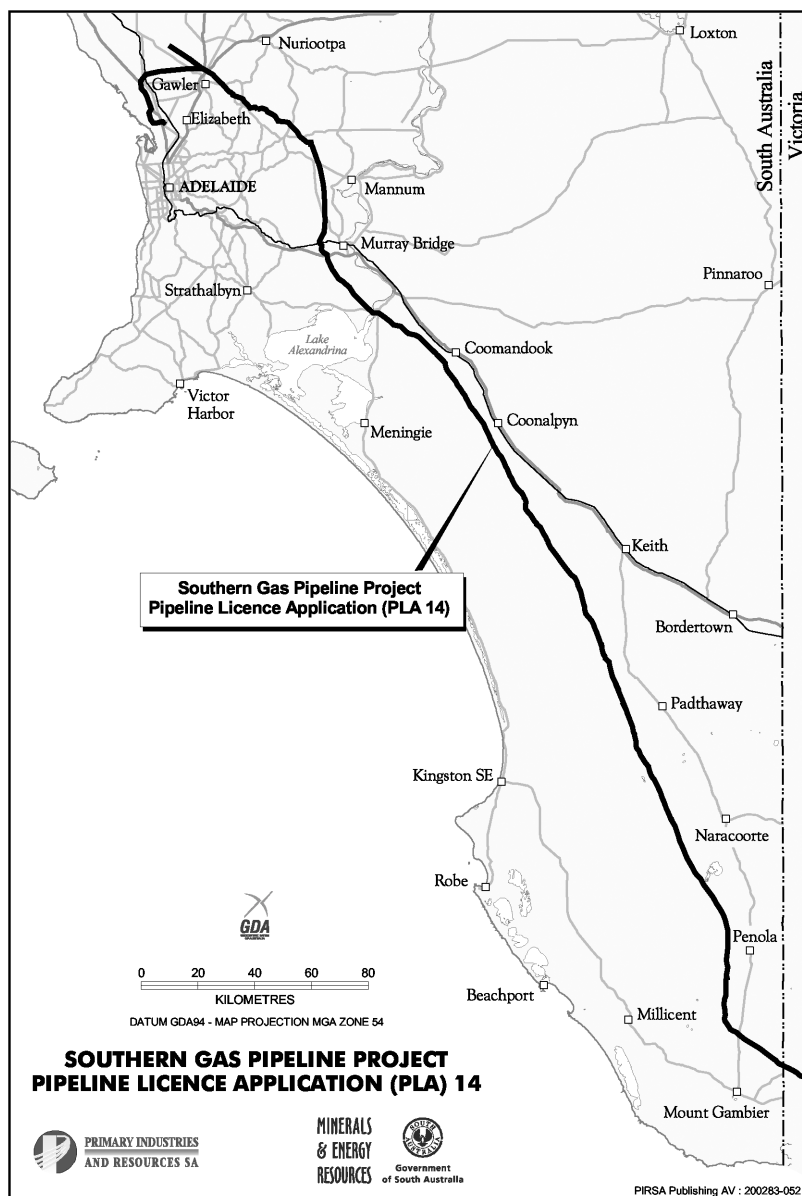 Nuriootpa
Loxton
Gawler
Elizabeth
South Australia
Victoria
ADELAIDE
Mannum
Murray Bridge
Pinnaroo
Strathalbyn
Lake
Alexandrina
Coomandook
Victor
Harbor
Meningie
Coonalpyn
Keith
Southern Gas Pipeline Project
Pipeline Licence Application (PLA 14)
Bordertown
Padthaway
Kingston SE
Naracoorte
Robe
GDA
Penola
0 20 40 60 80
KILOMETRES
Beachport
Millicent
DATUM GDA94 - MAP PROJECTION MGA ZONE 54
SOUTHERN GAS PIPELINE PROJECT
PIPELINE LICENCE APPLICATION (PLA) 14
Mount Gambier
PRIMARY INDUSTRIES
AND RESOURCES SA
MINERALS
& ENERGY
RESOURCES
SOUTH
AUSTRALIA
Government
of South Australia
PIRSA Publishing AV : 200283-052